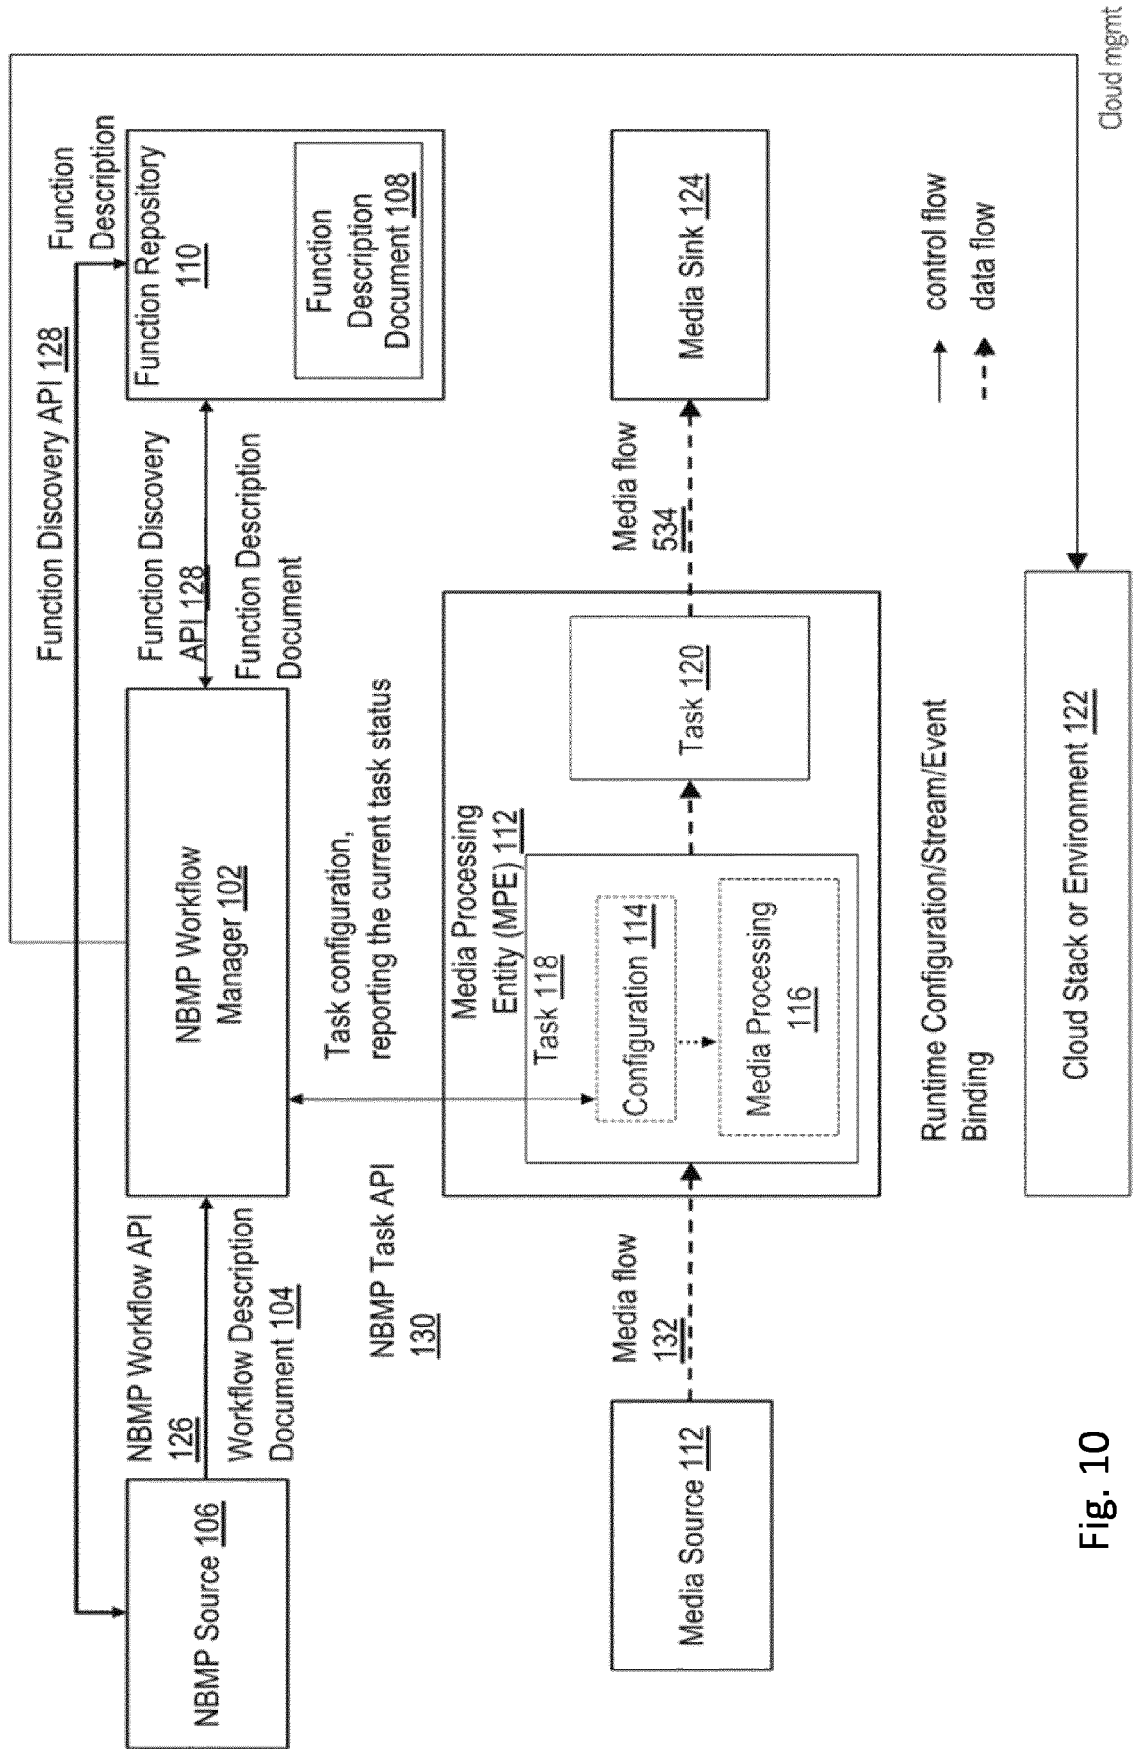 Function Discovery API 128
Function
Description
NBMP Source 106
NBMP Workflow API
126
Workflow Description
Document 104
NBMP Workflow
Manager 102
Function Discovery
API 128
Function Description
Document
Function Repository
110
Function
Description
Document 108
NBMP Task API
130
Task configuration,
reporting the current task status
Media Source 112
Media flow
132
Media Processing
Entity (MPE) 112
Task 118
Configuration 114
Media Processing
116
Task 120
Media flow
534
Media Sink 124
Runtime Configuration/Stream/Event
Binding
control flow
data flow
Cloud Stack or Environment 122
Cloud mgmt
Fig. 10